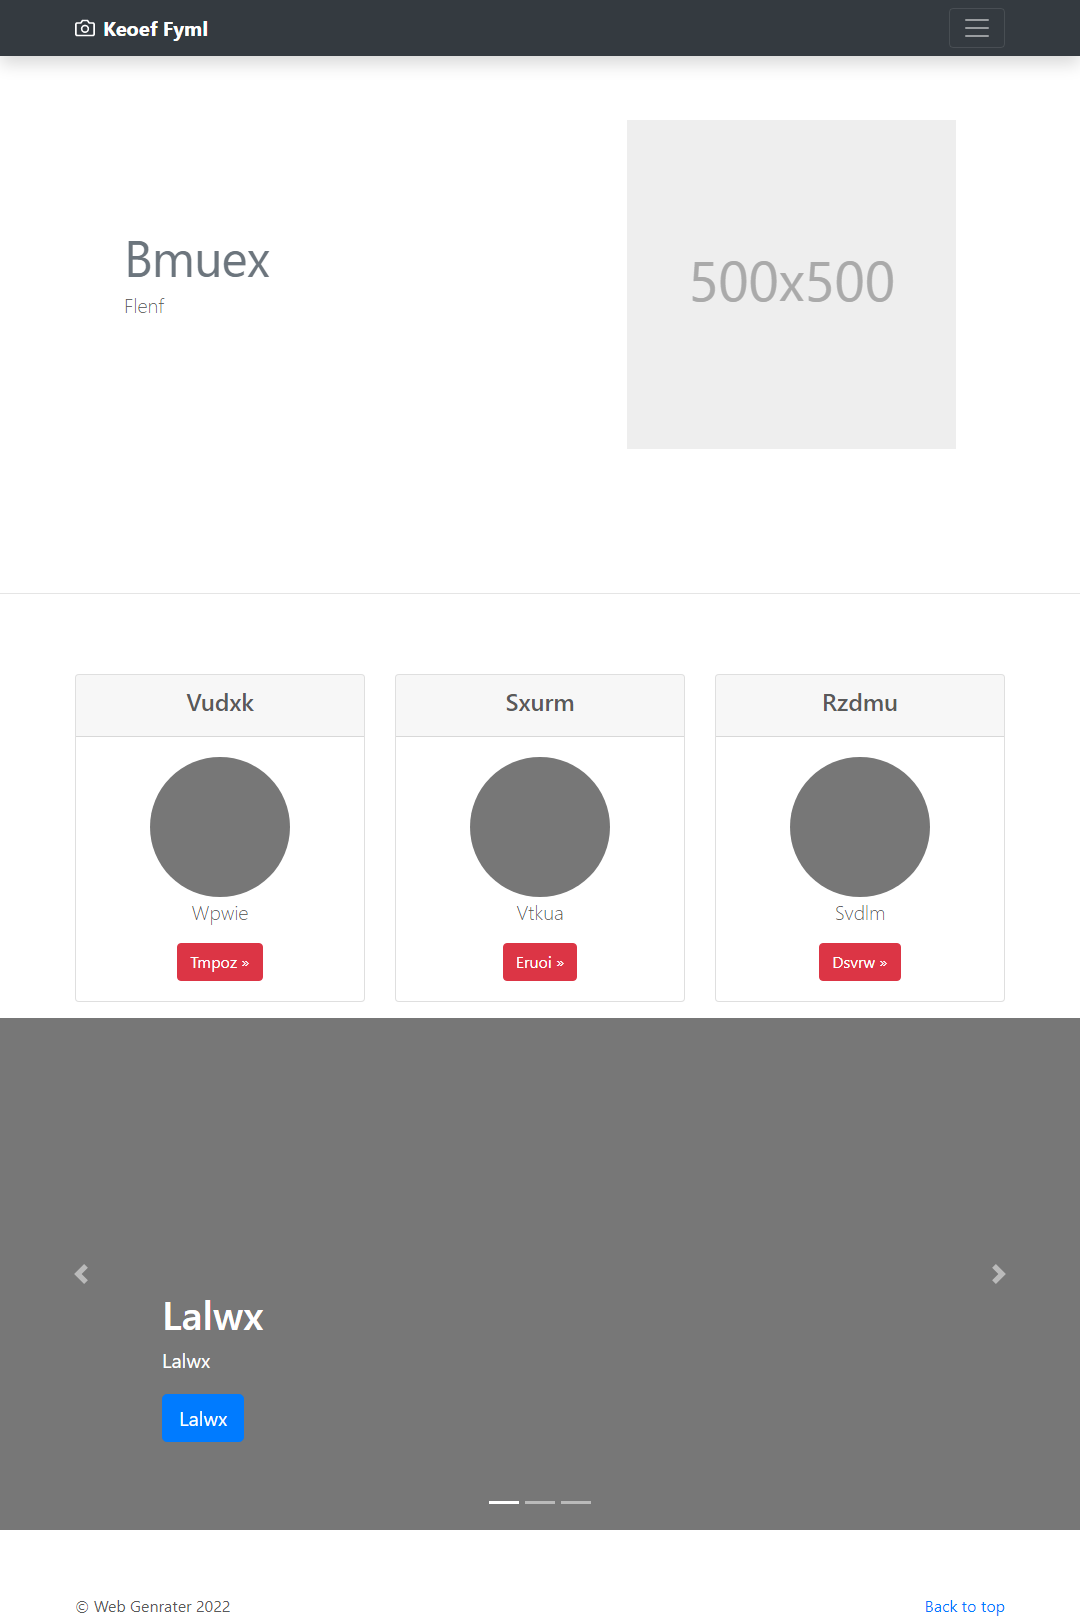 Keoef Fyml
Bmuex
Flenf
500x500
Vudxk
Wpwie
Tmpoz »
Sxurm
Vtkua
Eruoi »
Rzdmu
Svdlm
Dsvrw »
Lalwx
Lalwx
Lalwx
© Web Genrater 2022
Back to top